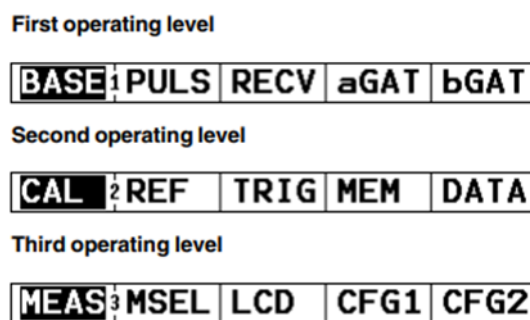 First operating level
BASE 1 PULS RECV aGAT bGAT
Second operating level
CAL 2 REF TRIG MEM DATA
Third operating level
MEAS 3 MSEL LCD CFG1 CFG2